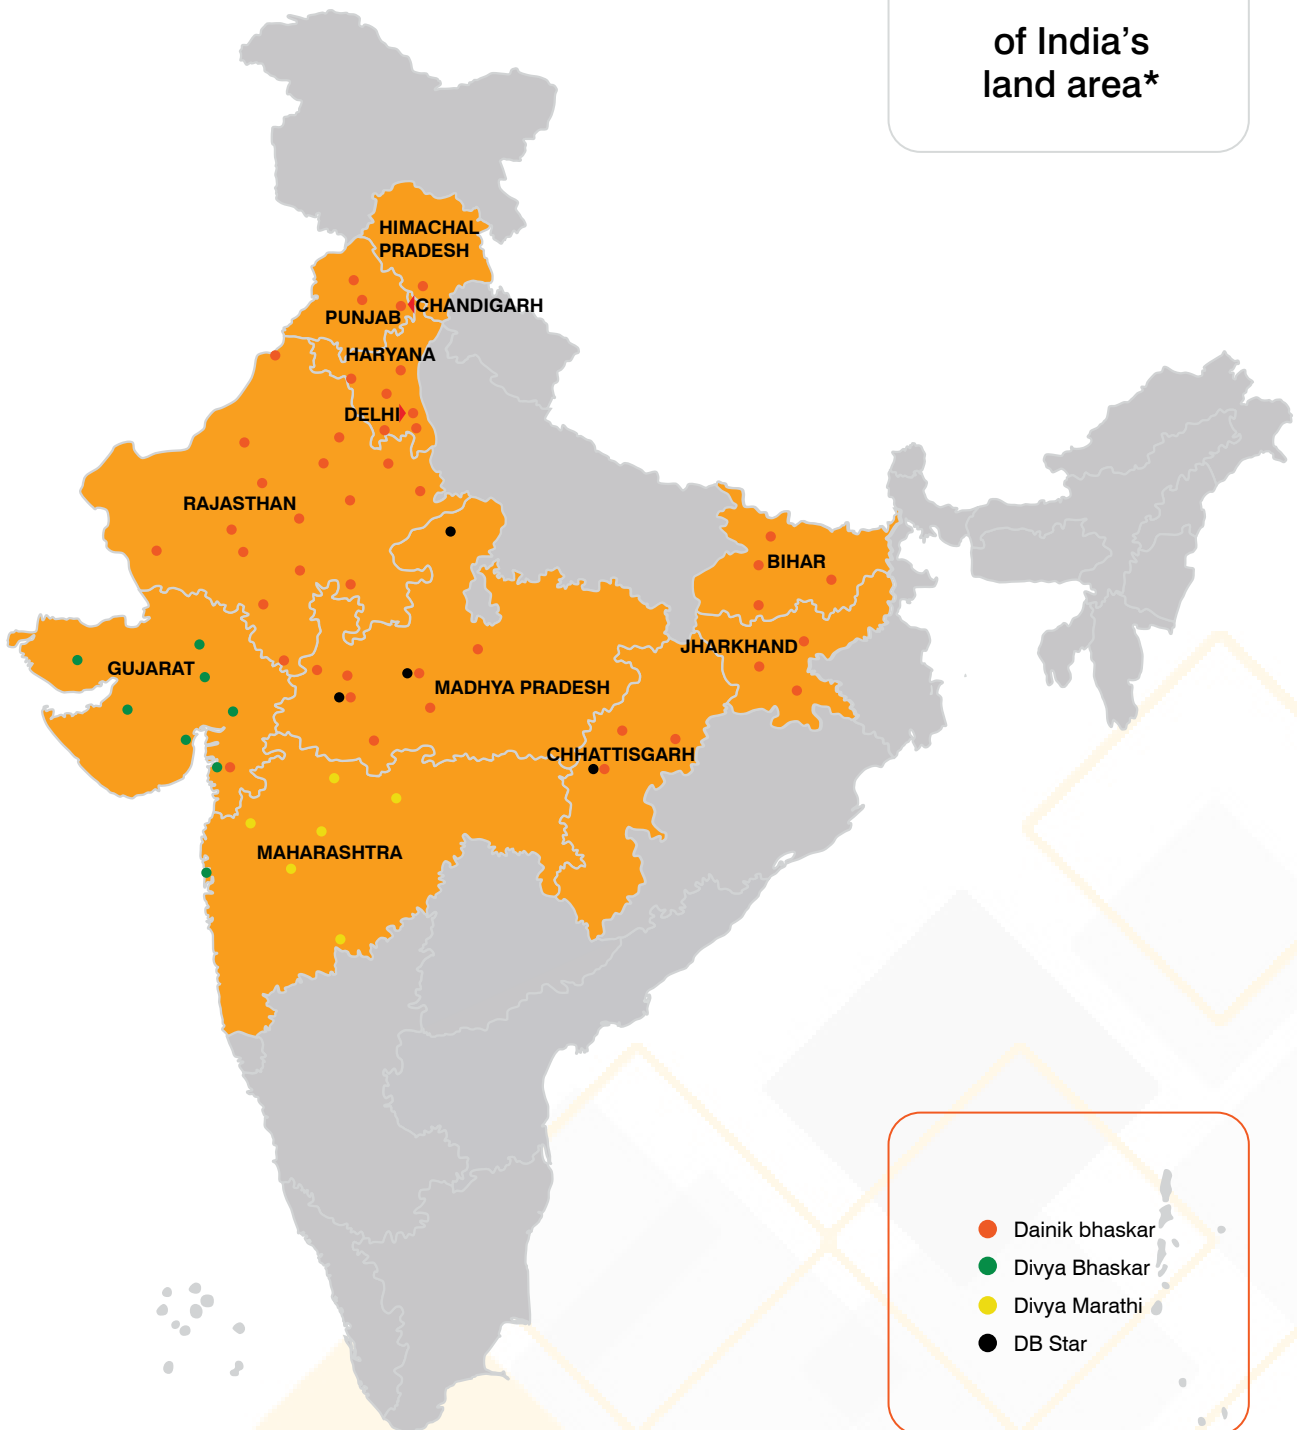 of India’s
land area*
HIMACHAL
PRADESH
CHANDIGARH
PUNJAB
HARYANA
DELHI
RAJASTHAN
BIHAR
JHARKHAND
GUJARAT
MADHYA PRADESH
CHHATTISGARH
MAHARASHTRA
Dainik bhaskar
Divya Bhaskar
Divya Marathi
DB Star